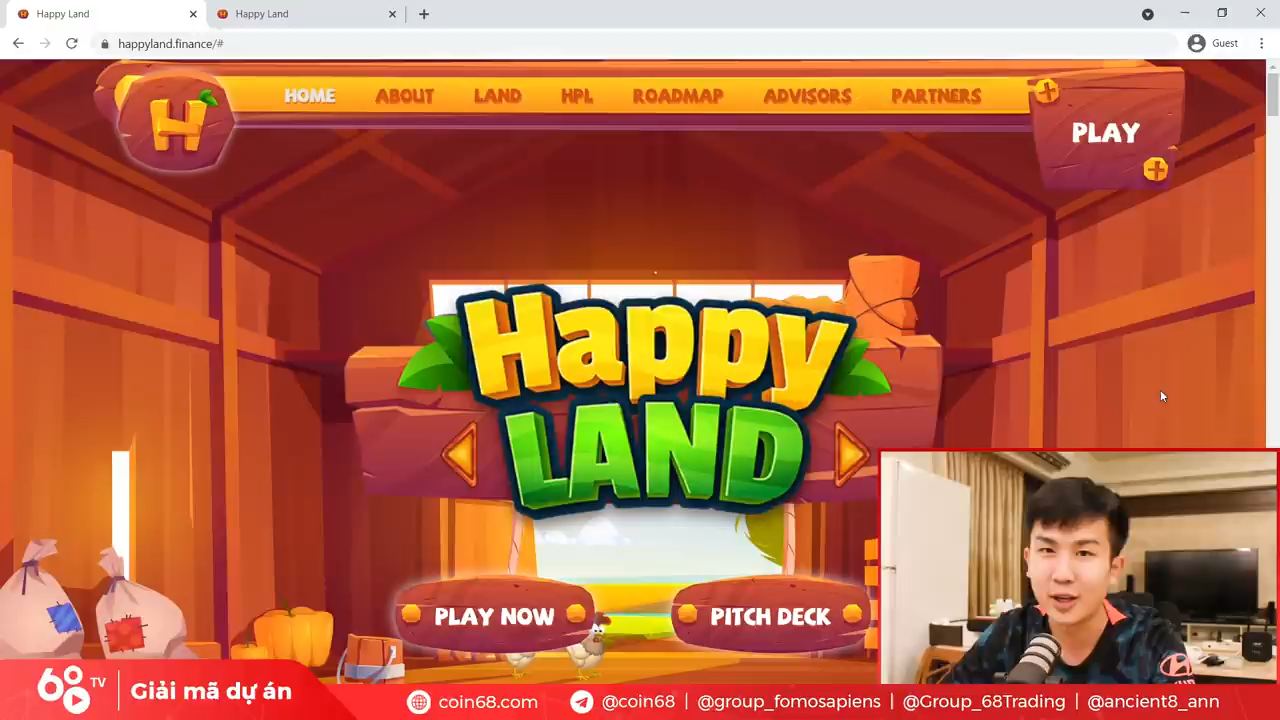 Happy Land
Happy Land
happyland.finance/#
Guest
H
HOME
ABOUT
LAND
HPL
ROADMAP
ADVISORS
PARTNERS
PLAY
Happy
LAND
PLAY NOW
PITCH DECK
68 TV
Giải mã dự án
coin68.com
@coin68 | @group_fomosapiens | @Group_68Trading | @ancient8_ann